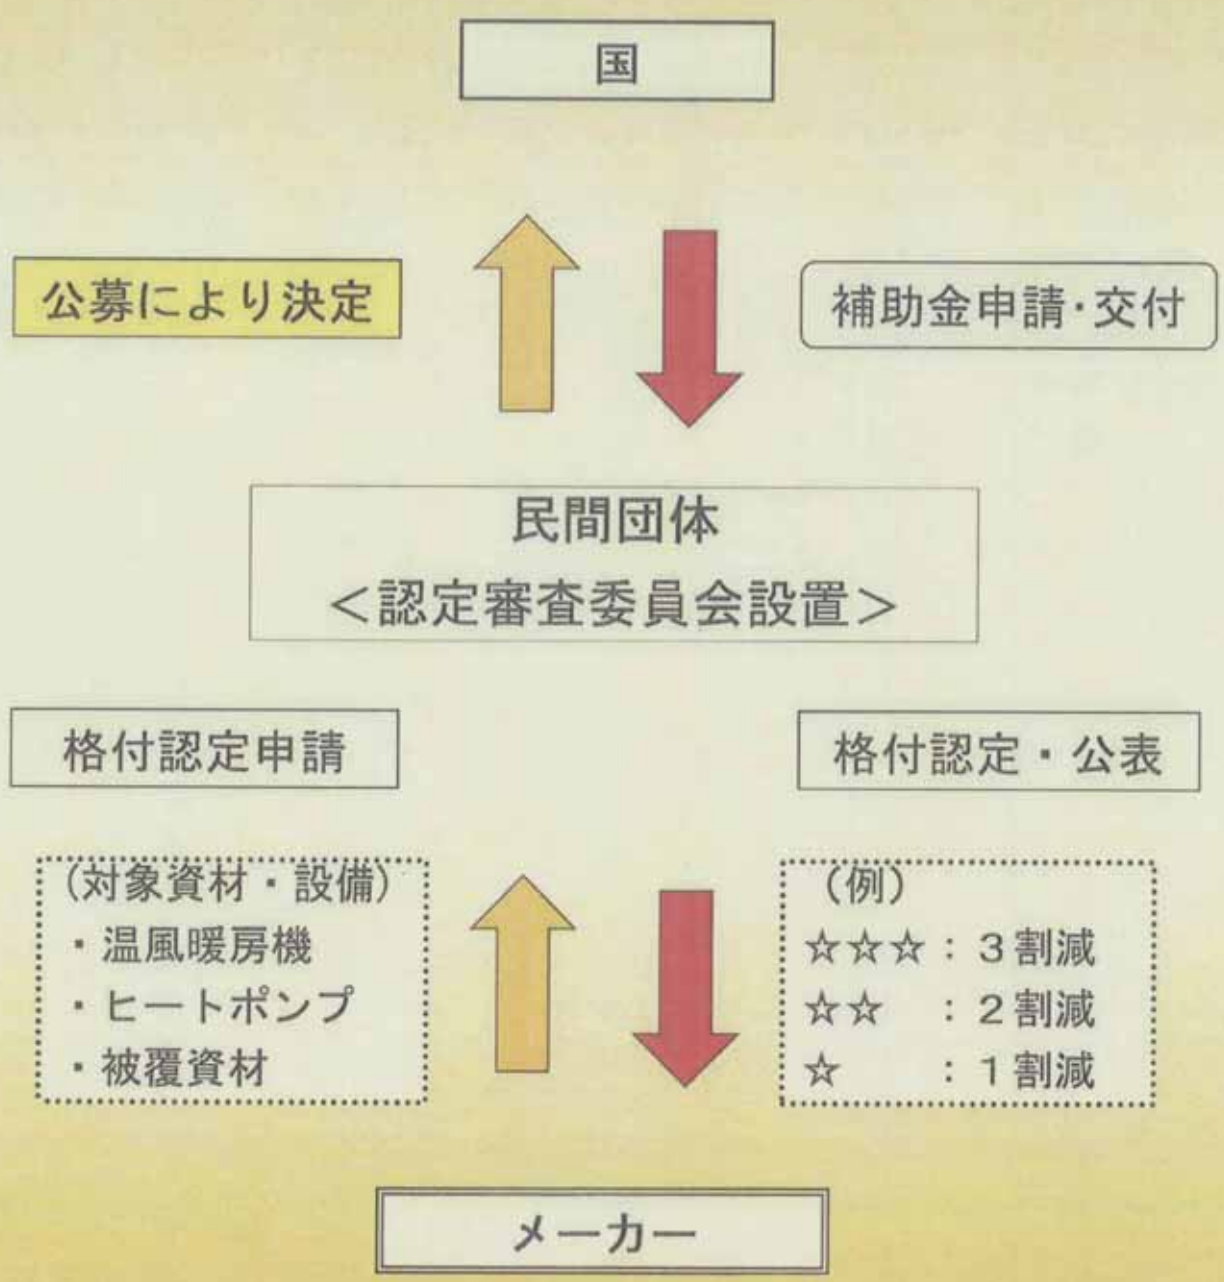 国
公募により決定
補助金申請・交付
民間団体
＜認定審査委員会設置＞
格付認定申請
格付認定・公表
(対象資材・設備)
・温風暖房機
・ヒートポンプ
・被覆資材
(例)
☆☆☆：３割減
☆☆　：２割減
☆　　：１割減
メーカー